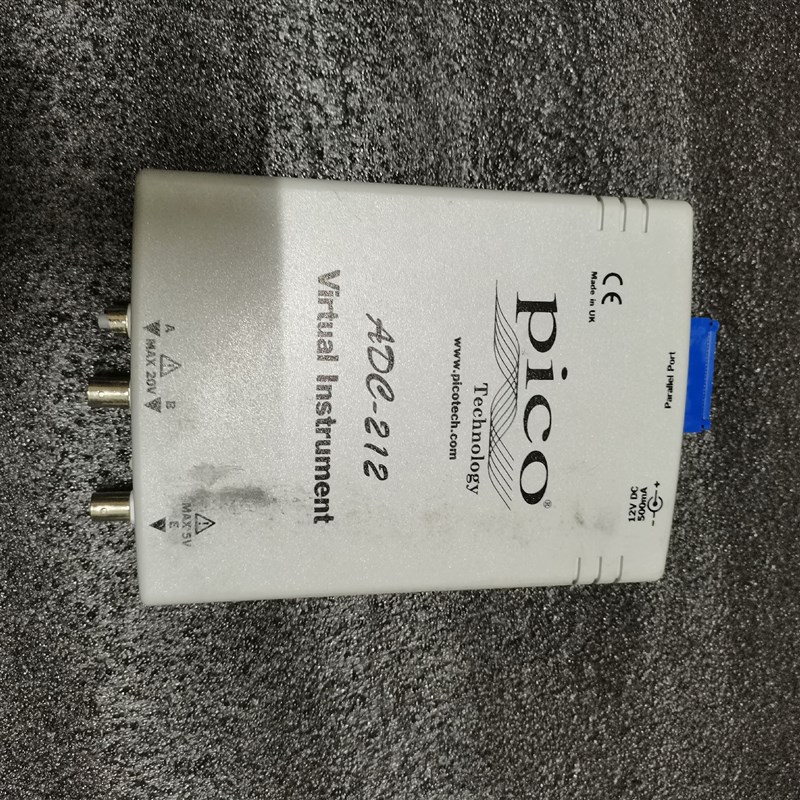 CE
Made in UK
Parallel Port
12V DC
500mA
- +
pico®
Technology
www.picotech.com
ADC-212
Virtual Instrument
A B
MAX 20V
MAX 5V
E